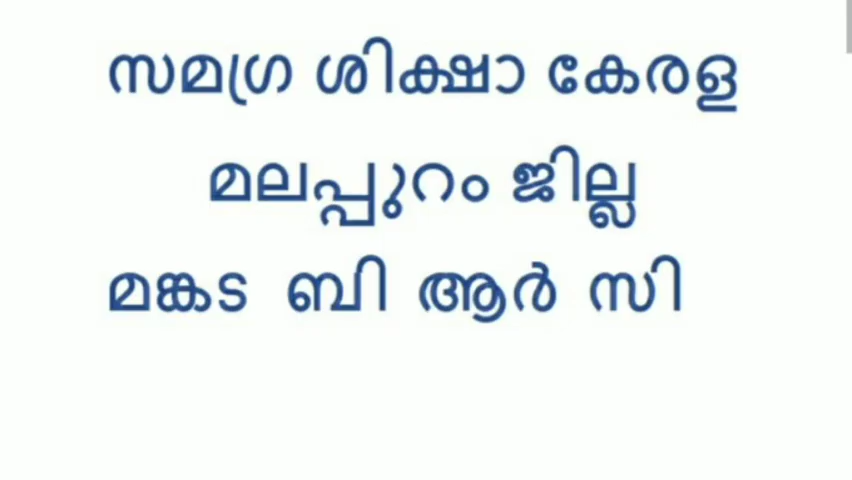 സമഗ്ര ശിക്ഷാ കേരള
മലപ്പുറം ജില്ല
മങ്കട ബി ആർ സി